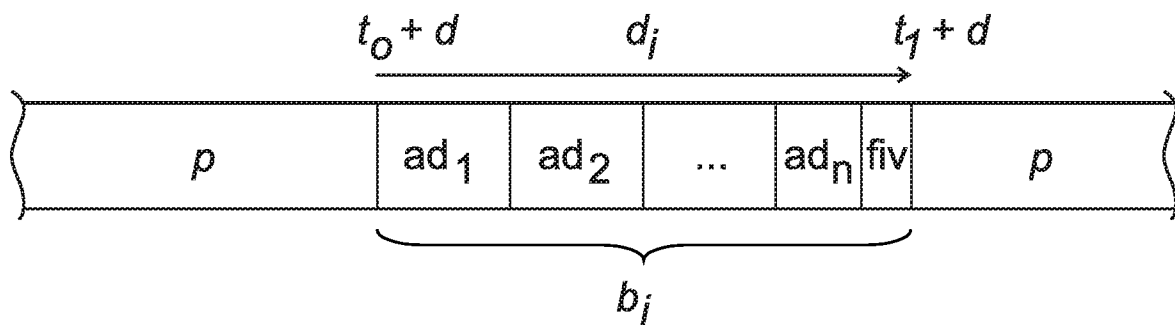 t₀ + d dᵢ t₁ + d
p ad₁ ad₂ ... adₙ fiv p
bᵢ